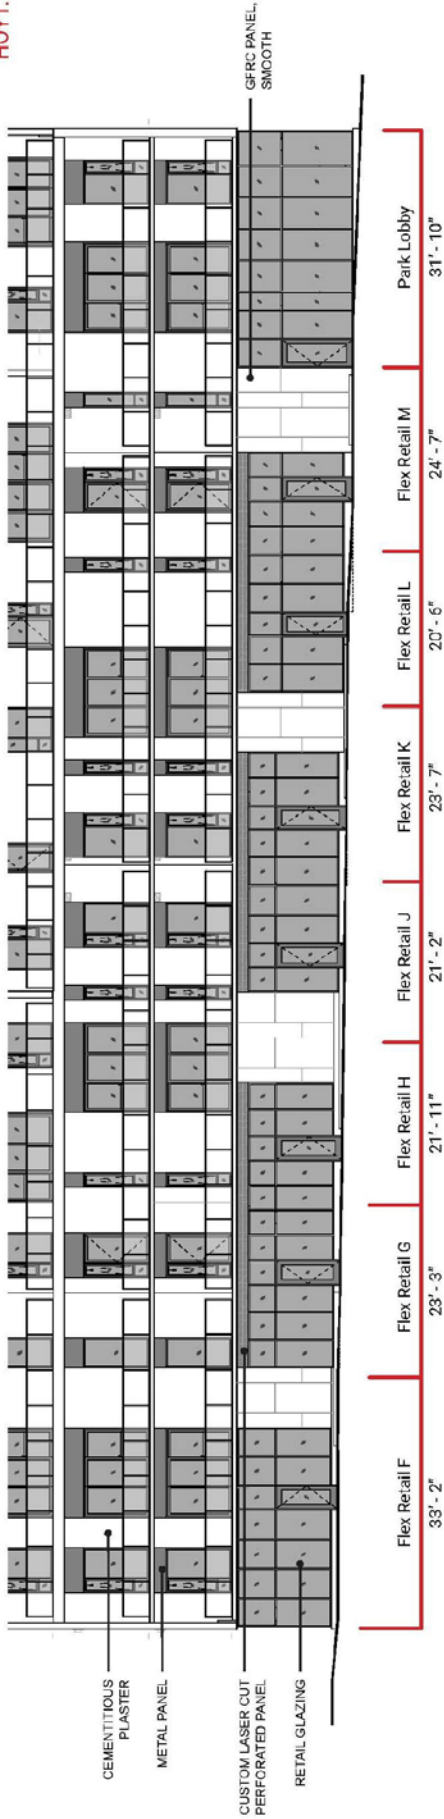 CEMENTITIOUS
PLASTER
METAL PANEL
GFRC PANEL,
SMOOTH
CUSTOM LASER CUT
PERFORATED PANEL
RETAIL GLAZING
Flex Retail F
33' - 2"
Flex Retail G
23' - 3"
Flex Retail H
21' - 11"
Flex Retail J
21' - 2"
Flex Retail K
23' - 7"
Flex Retail L
20' - 6"
Flex Retail M
24' - 7"
Park Lobby
31' - 10"